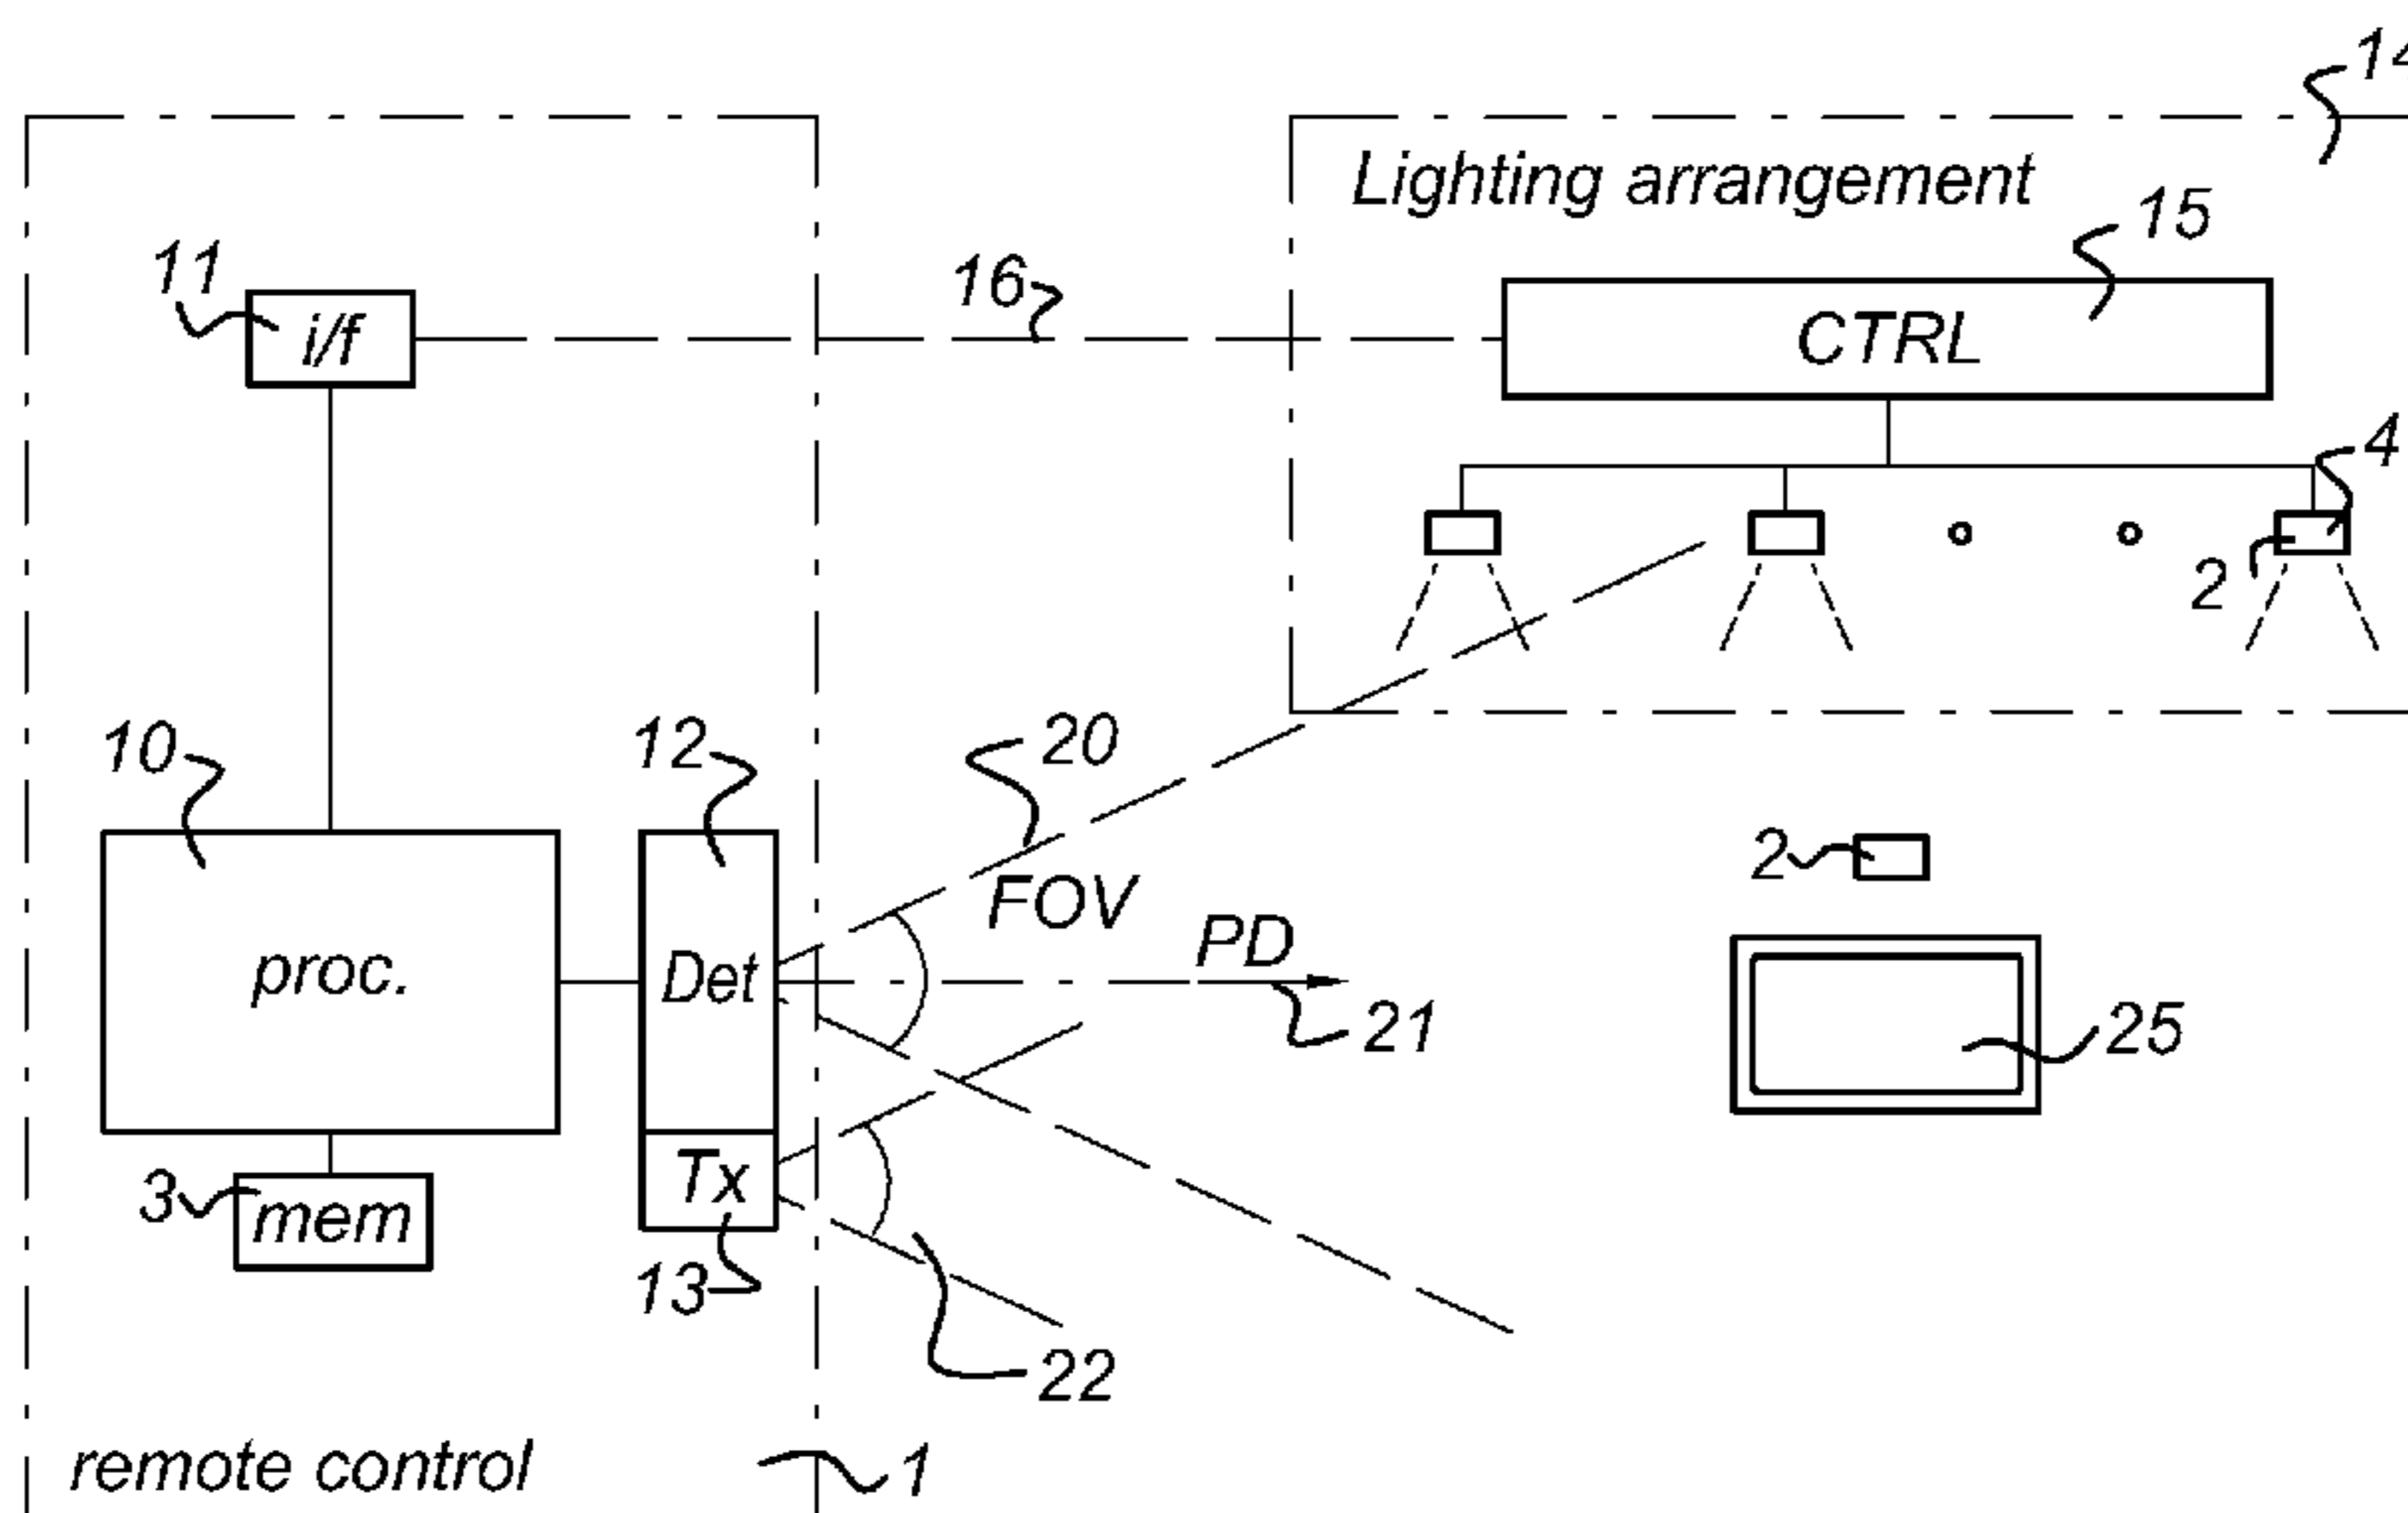 14
Lighting arrangement
15
11
16
i/f
CTRL
4
2
10
12
20
2
FOV
PD
proc.
Det
21
25
Tx
3
mem
13
22
remote control
1